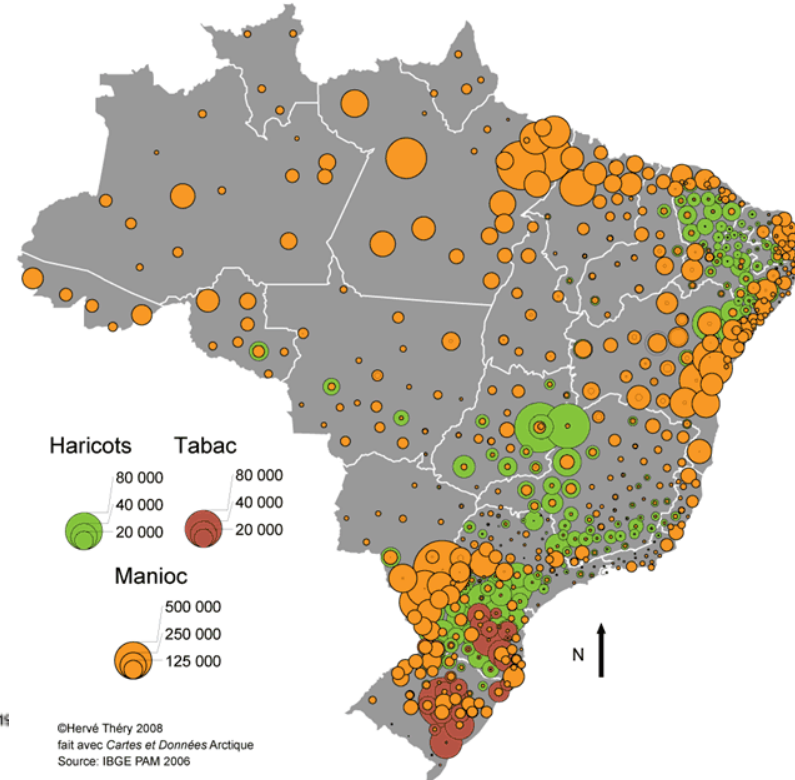 Haricots
80 000
40 000
20 000
Tabac
80 000
40 000
20 000
Manioc
500 000
250 000
125 000
N
©Hervé Théry 2008
fait avec Cartes et Données Arctique
Source: IBGE PAM 2006